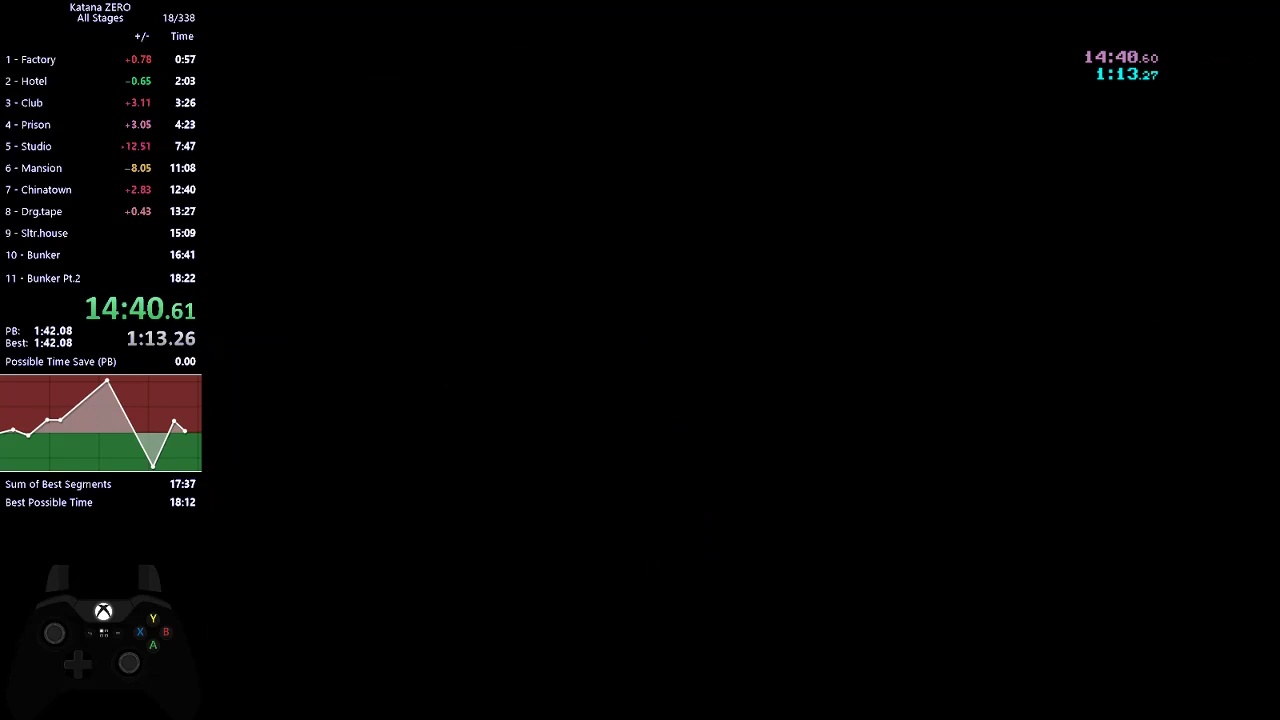 Katana ZERO
All Stages 18/338
+/- Time
1 - Factory +0.78 0:57
2 - Hotel -0.65 2:03
3 - Club +3.11 3:26
4 - Prison +3.05 4:23
5 - Studio -12.51 7:47
6 - Mansion -8.05 11:08
7 - Chinatown +2.83 12:40
8 - Drg.tape +0.43 13:27
9 - Sltr.house 15:09
10 - Bunker 16:41
11 - Bunker Pt.2 18:22
14:40.61
PB: 1:42.08
Best: 1:42.08
1:13.26
Possible Time Save (PB) 0.00
Sum of Best Segments 17:37
Best Possible Time 18:12
Y
X B
A
14:40.60
1:13.27